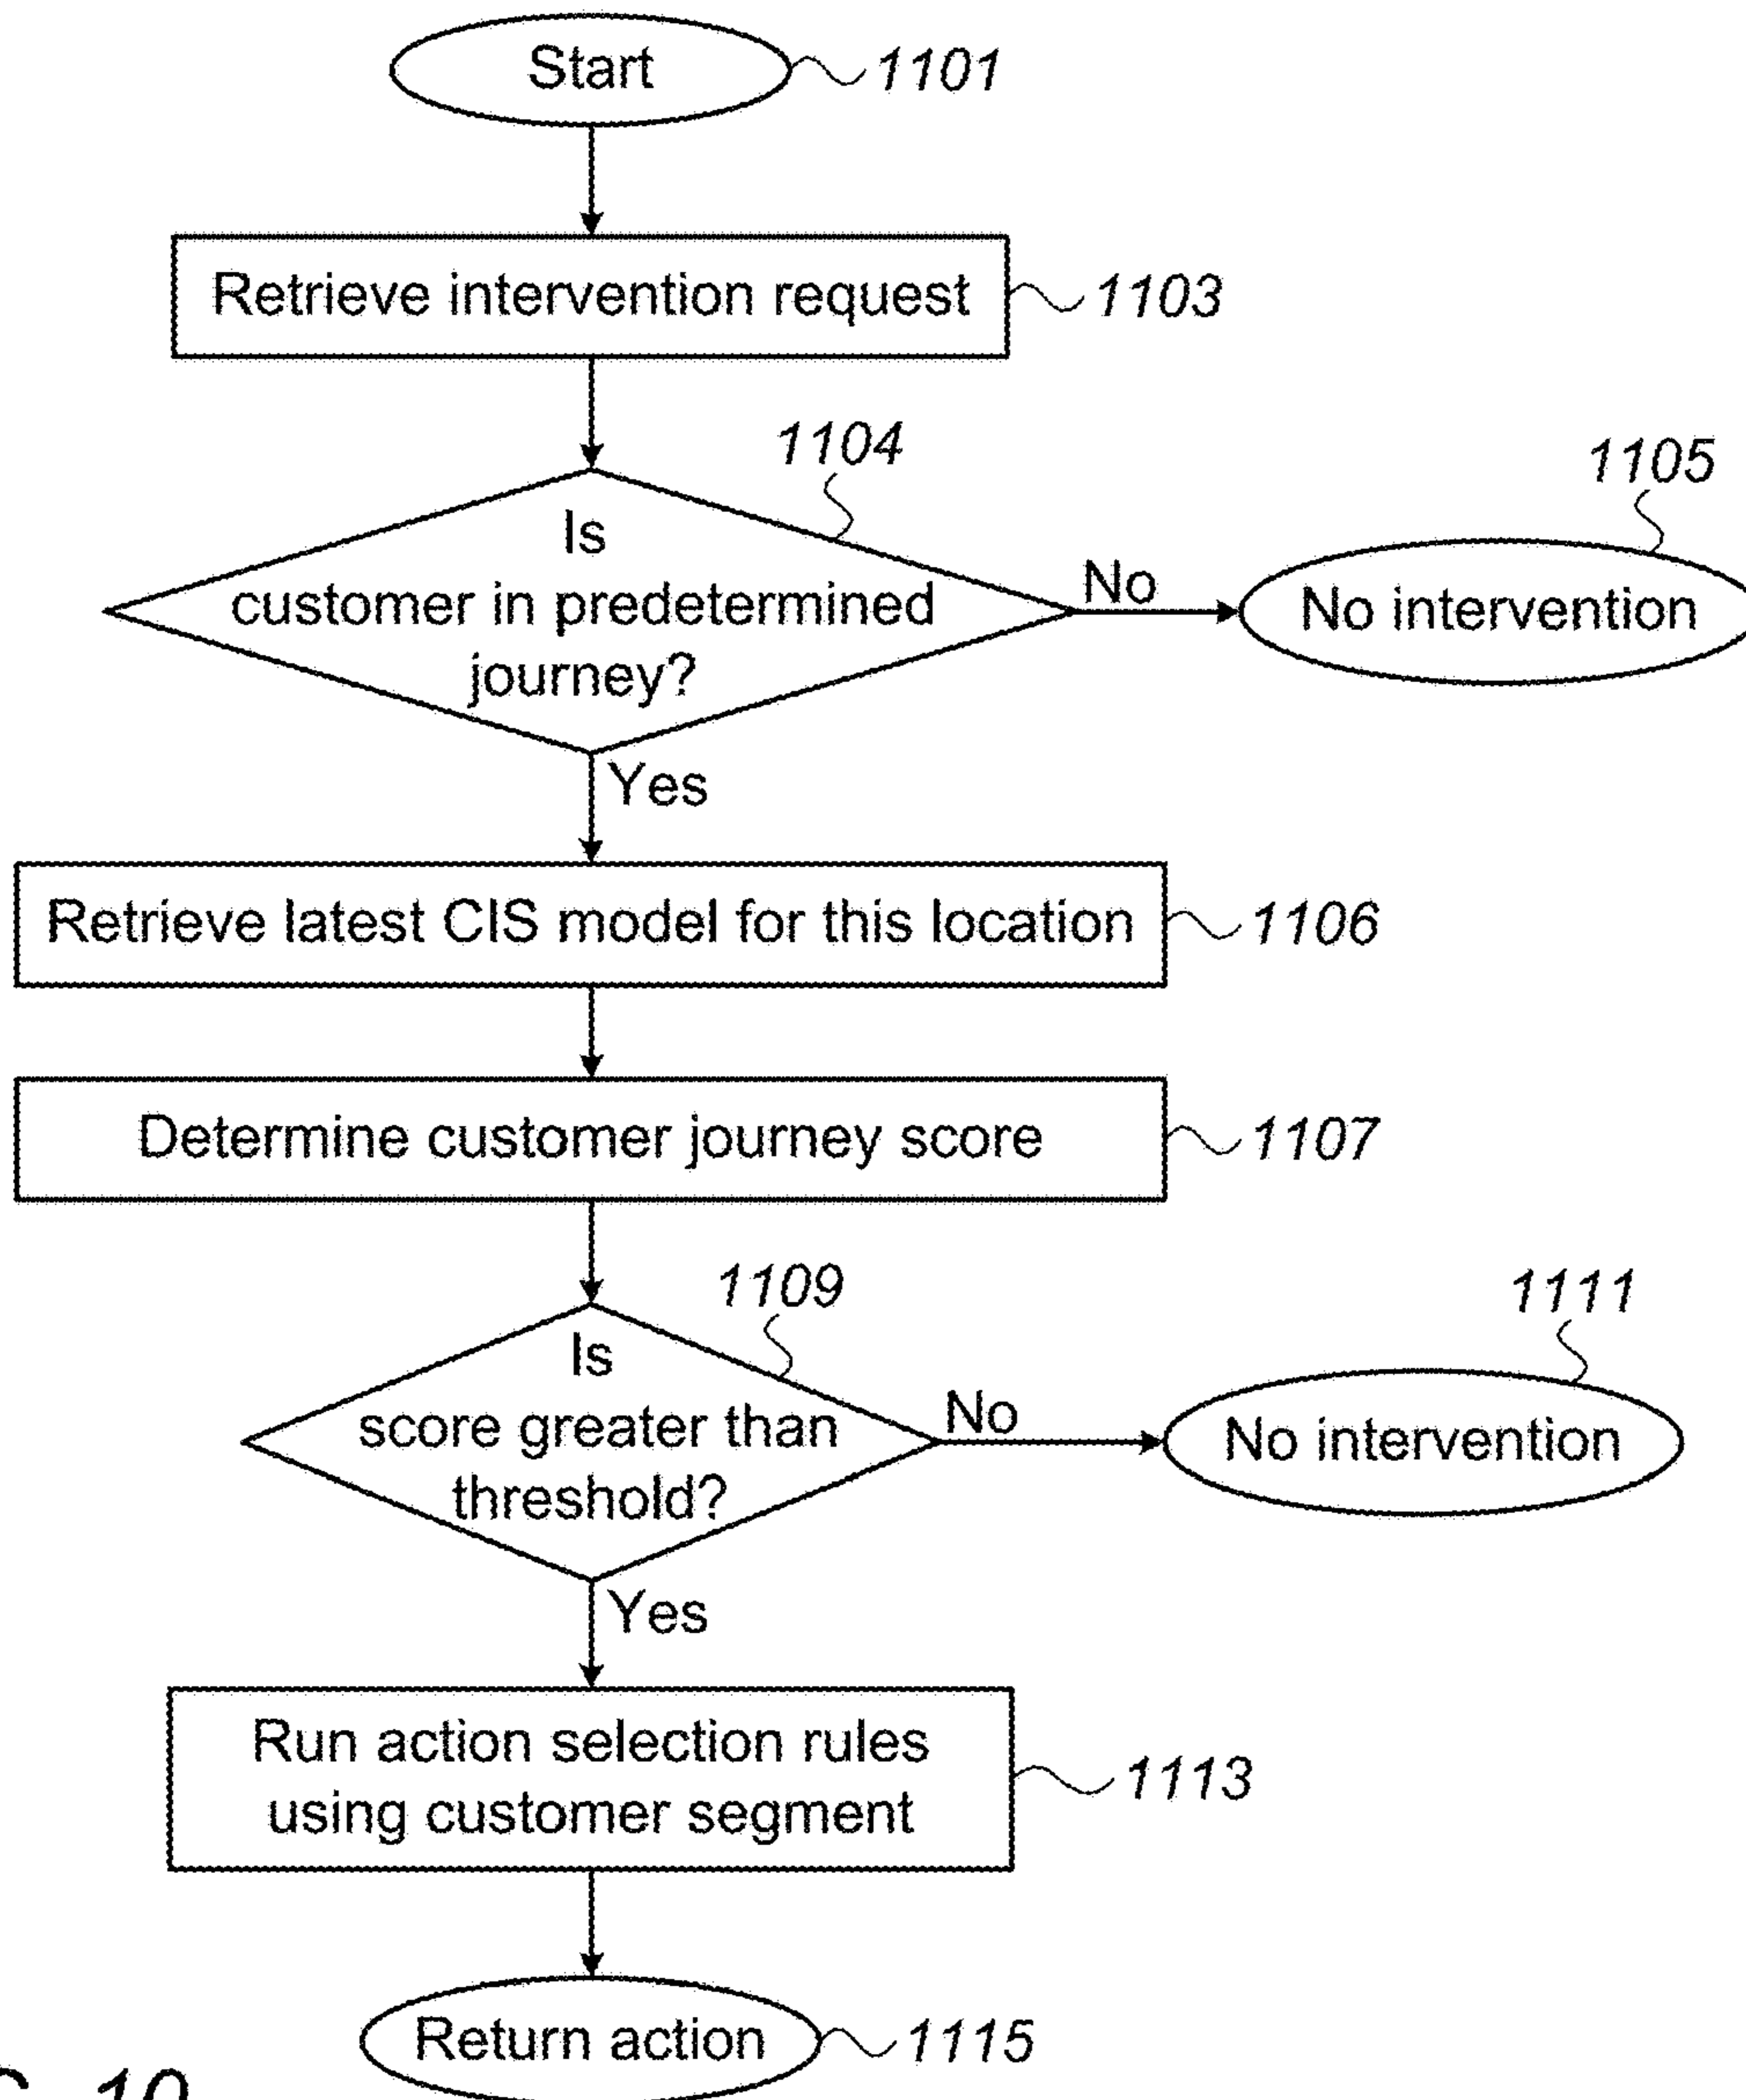 Start
1101
Retrieve intervention request
1103
1104
1105
Is
customer in predetermined
journey?
No
No intervention
Yes
Retrieve latest CIS model for this location
1106
Determine customer journey score
1107
1109
1111
Is
score greater than
threshold?
No
No intervention
Yes
Run action selection rules
using customer segment
1113
Return action
1115
10